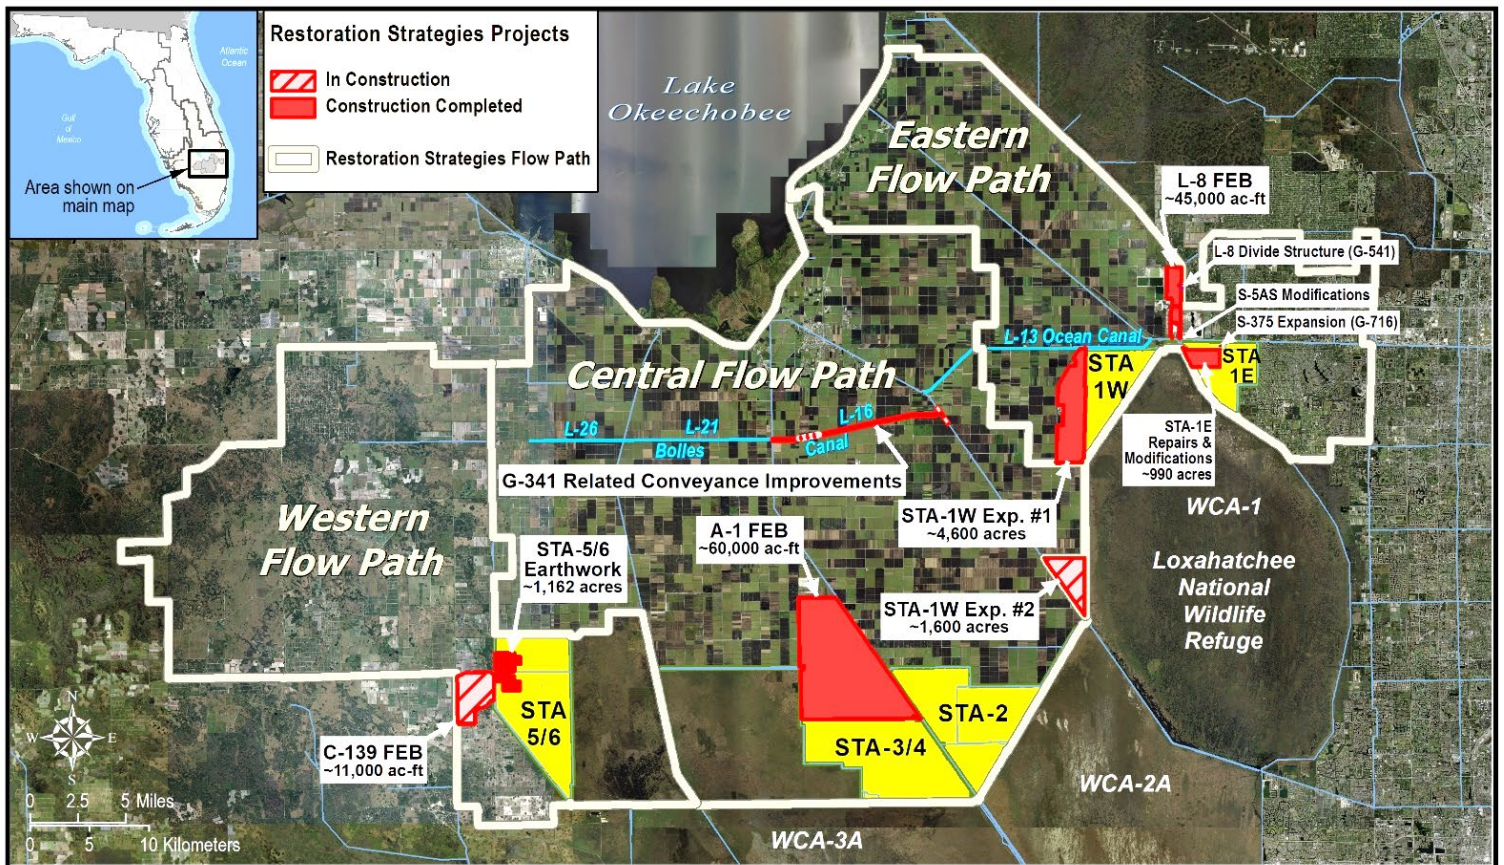 Atlantic
Ocean
Gulf
of
Mexico
Area shown on
main map
Restoration Strategies Projects
In Construction
Construction Completed
Restoration Strategies Flow Path
Lake
Okeechobee
Eastern
Flow Path
L-8 FEB
~45,000 ac-ft
L-8 Divide Structure (G-541)
S-5AS Modifications
S-375 Expansion (G-716)
L-13 Ocean Canal
STA
1W
STA
1E
Central Flow Path
L-26
L-21
L-16
Bolles
Canal
STA-1E
Repairs &
Modifications
~990 acres
G-341 Related Conveyance Improvements
STA-1W Exp. #1
~4,600 acres
WCA-1
Loxahatchee
National
Wildlife
Refuge
Western
Flow Path
STA-5/6
Earthwork
~1,162 acres
A-1 FEB
~60,000 ac-ft
STA-1W Exp. #2
~1,600 acres
STA
5/6
STA-2
STA-3/4
C-139 FEB
~11,000 ac-ft
WCA-2A
WCA-3A
N
W E
S
0 2.5 5 Miles
0 5 10 Kilometers